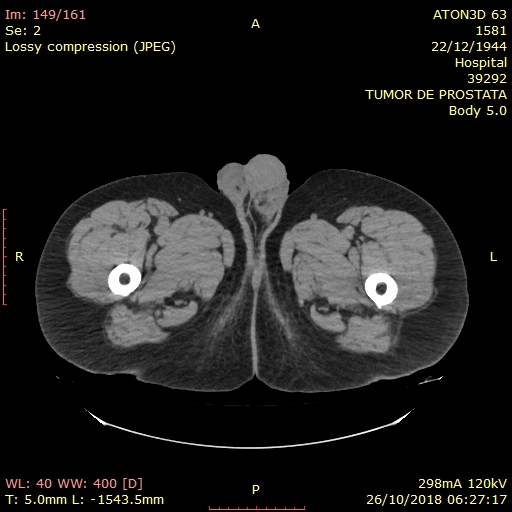 Im: 149/161
Se: 2
Lossy compression (JPEG)
A
ATON3D 63
1581
22/12/1944
Hospital
39292
TUMOR DE PROSTATA
Body 5.0
R
L
WL: 40 WW: 400 [D]
T: 5.0mm L: -1543.5mm
P
298mA 120kV
26/10/2018 06:27:17